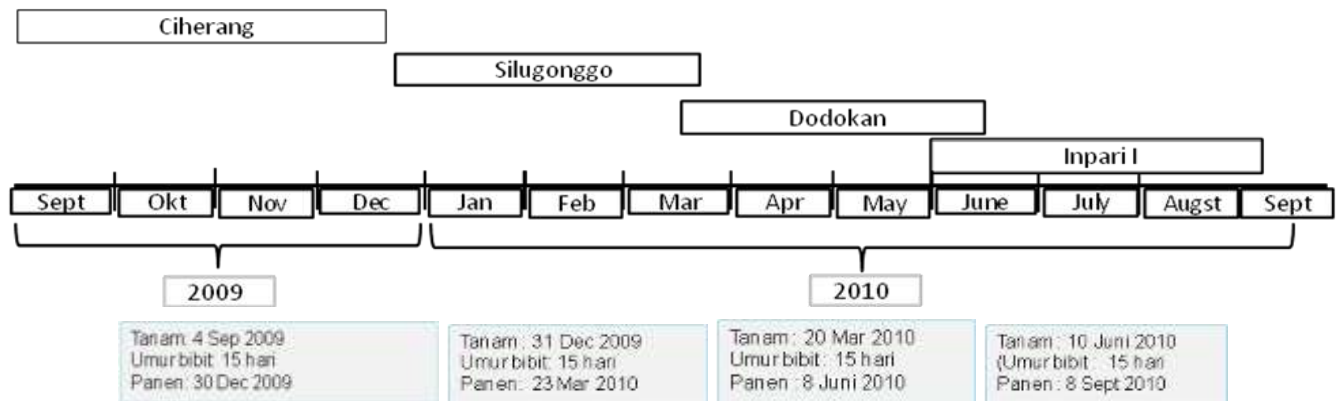 Ciherang
Silugonggo
Dodokan
Inpari I
Sept Okt Nov Dec Jan Feb Mar Apr May June July Augst Sept
2009 2010
Tanam: 4 Sep 2009
Umur bibit: 15 hari
Panen: 30 Dec 2009
Tanam: 31 Dec 2009
Umur bibit: 15 hari
Panen: 23 Mar 2010
Tanam: 20 Mar 2010
Umur bibit: 15 hari
Panen: 8 Juni 2010
Tanam: 10 Juni 2010
(Umur bibit: 15 hari
Panen: 8 Sept 2010